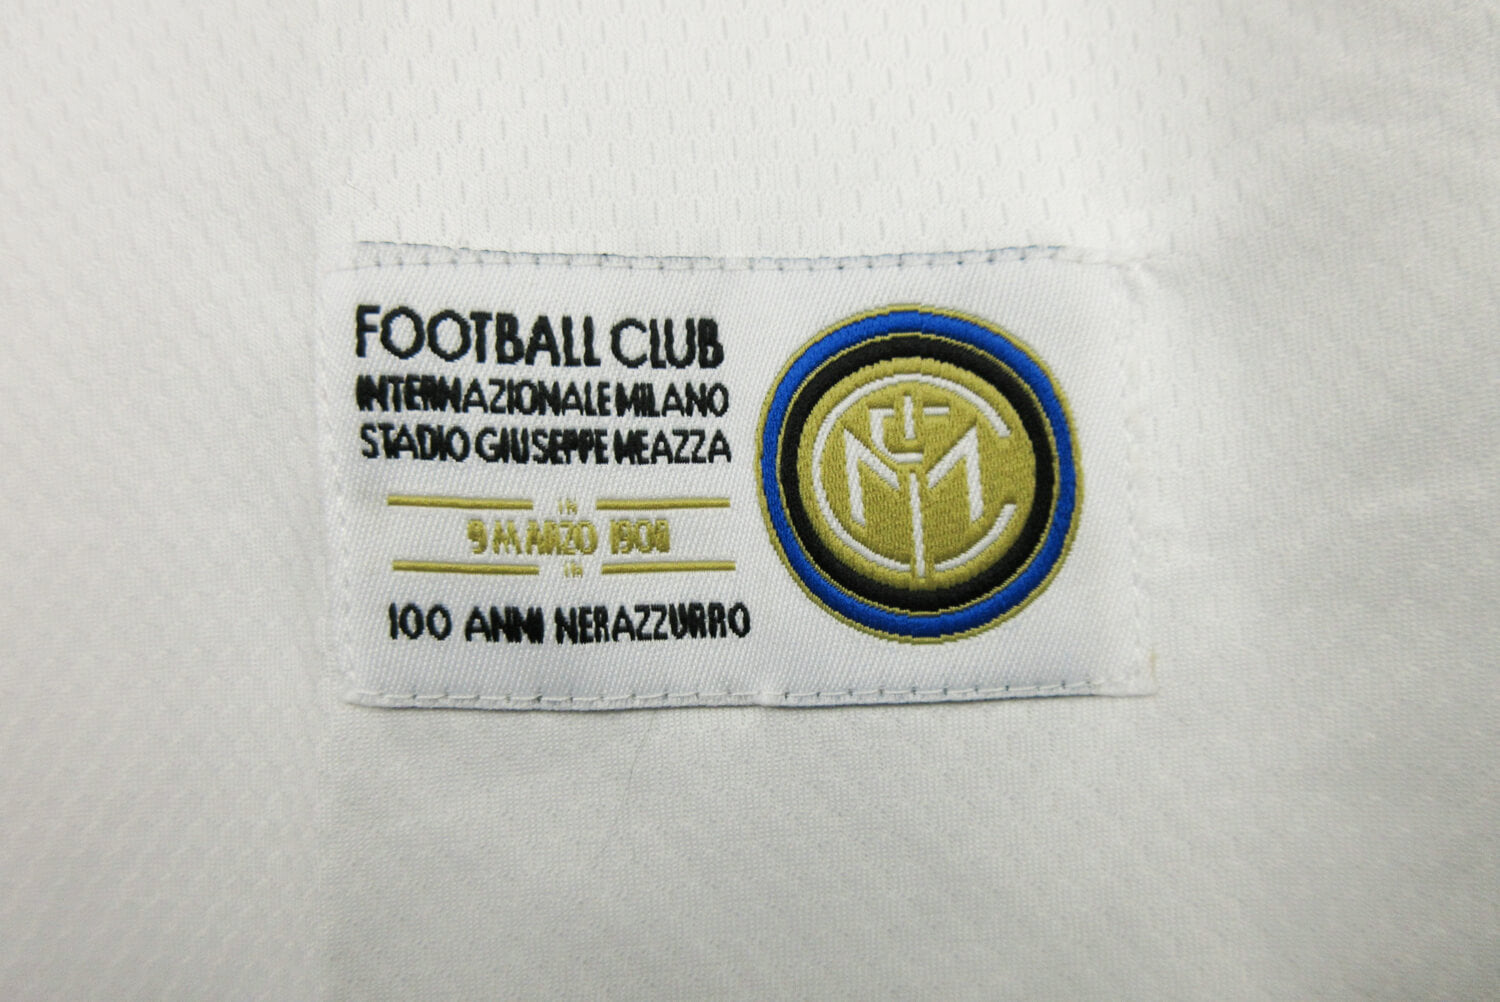 FOOTBALL CLUB
INTERNAZIONALE MILANO
STADIO GIUSEPPE MEAZZA
9 MARZO 1908
100 ANNI NERAZZURRO